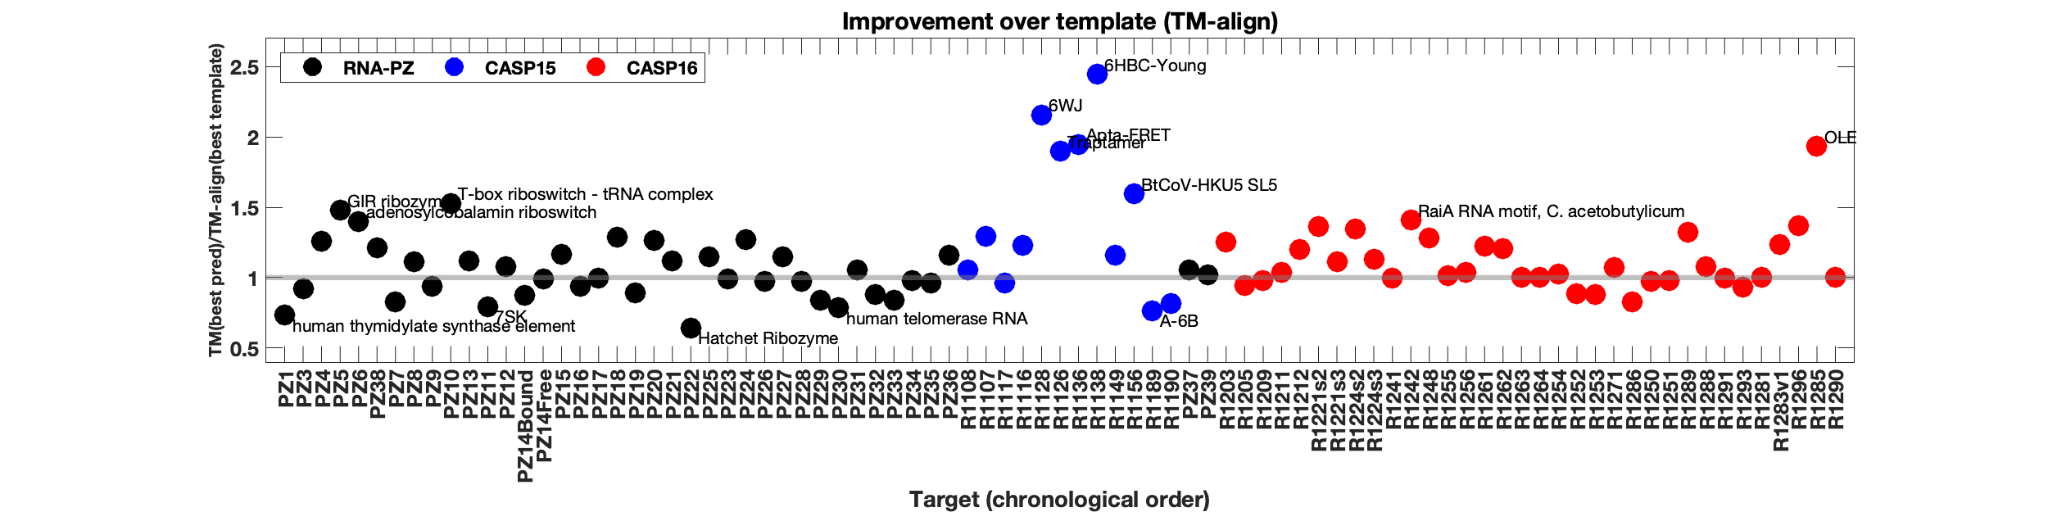 Improvement over template (TM-align)
TM(best pred)/TM-align(best template)
2.5
2
1.5
1
0.5
RNA-PZ
CASP15
CASP16
6HBC-Young
6WJ
Apta-FRET
Traptamer
OLE
BtCoV-HKU5 SL5
T-box riboswitch - tRNA complex
GIR ribozyme
adenosylcobalamin riboswitch
RaiA RNA motif, C. acetobutylicum
7SK
human thymidylate synthase element
human telomerase RNA
A-6B
Hatchet Ribozyme
PZ1
PZ3
PZ4
PZ5
PZ6
PZ38
PZ7
PZ8
PZ9
PZ10
PZ13
PZ11
PZ12
PZ14Bound
PZ14Free
PZ15
PZ16
PZ17
PZ18
PZ19
PZ20
PZ21
PZ22
PZ25
PZ23
PZ24
PZ26
PZ27
PZ28
PZ29
PZ30
PZ31
PZ32
PZ33
PZ34
PZ35
PZ36
R1108
R1107
R1117
R1116
R1128
R1126
R1136
R1138
R1149
R1156
R1189
R1190
PZ37
PZ39
R1203
R1205
R1209
R1211
R1212
R1221s2
R1221s3
R1224s2
R1224s3
R1241
R1242
R1248
R1255
R1256
R1261
R1262
R1263
R1264
R1254
R1252
R1253
R1271
R1286
R1250
R1251
R1289
R1288
R1291
R1293
R1281
R1283v1
R1296
R1285
R1290
Target (chronological order)